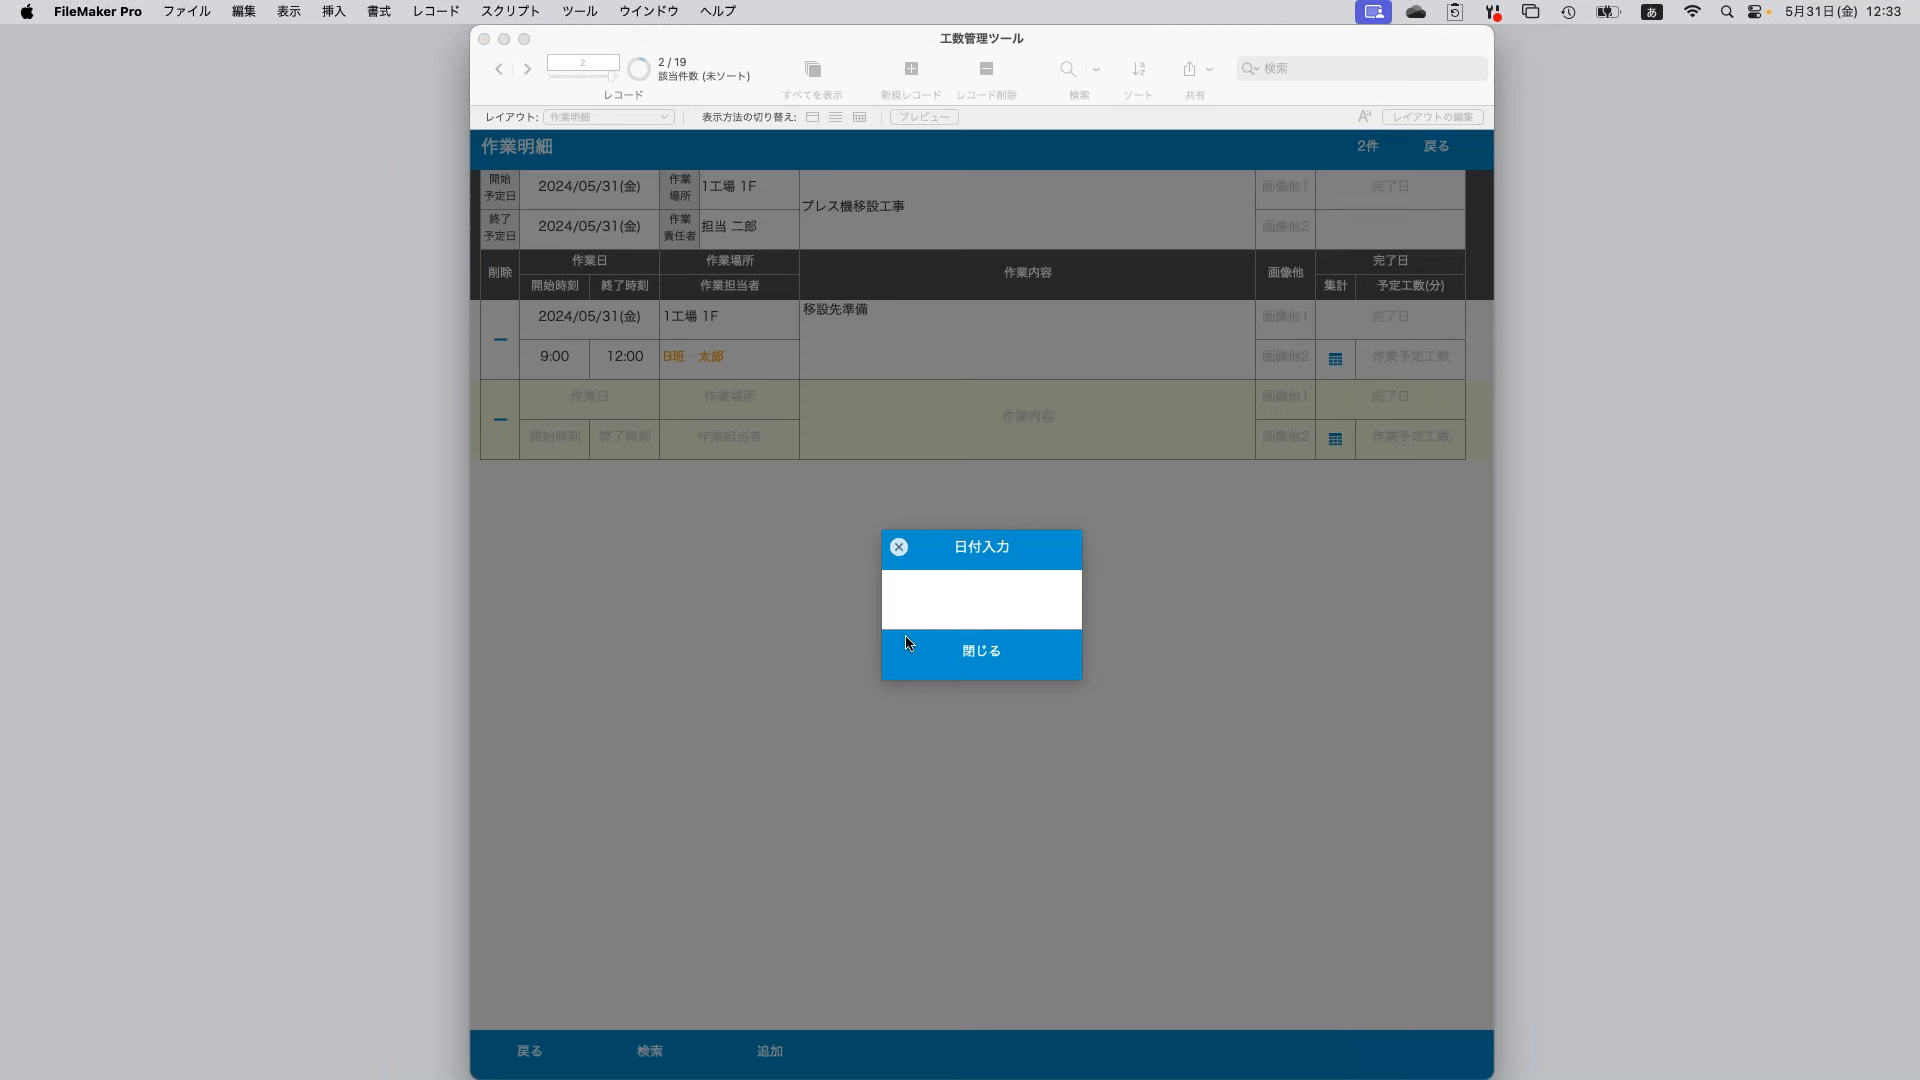 FileMaker Pro ファイル 編集 表示 挿入 書式 レコード スクリプト ツール ウインドウ ヘルプ あ 5月31日(金) 12:33
工数管理ツール
2 2 / 19
該当件数 (未ソート)
検索
レコード すべてを表示 新規レコード レコード削除 検索 ソート 共有
レイアウト: 作業明細 表示方法の切り替え: プレビュー Aa レイアウトの編集
作業明細 2件 戻る
開始予定日 2024/05/31(金) 作業場所 1工場 1F プレス機移設工事 画像他1 完了日
終了予定日 2024/05/31(金) 作業責任者 担当 二郎 画像他2
削除 作業日 作業場所 作業内容 画像他 完了日
開始時刻 終了時刻 作業担当者 集計 予定工数(分)
2024/05/31(金) 1工場 1F 移設先準備 画像他1 完了日
9:00 12:00 B班 太郎 画像他2 作業予定工数
作業日 作業場所 作業内容 画像他1 完了日
開始時刻 終了時刻 作業担当者 画像他2 作業予定工数
日付入力
閉じる
戻る 検索 追加